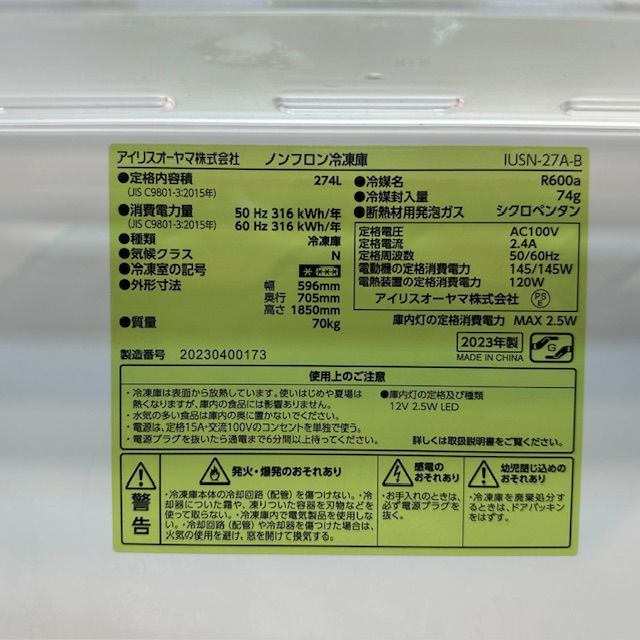 アイリスオーヤマ株式会社 ノンフロン冷凍庫 IUSN-27A-B
●定格内容積 274L
(JIS C9801-3:2015年)
●消費電力量 50 Hz 316 kWh/年
(JIS C9801-3:2015年) 60 Hz 316 kWh/年
●種類 冷凍庫
●気候クラス N
●冷凍室の記号
●外形寸法 幅 596mm
奥行 705mm
高さ 1850mm
●質量 70kg
製造番号 20230400173
●冷媒名 R600a
●冷媒封入量 74g
●断熱材用発泡ガス シクロペンタン
定格電圧 AC100V
定格電流 2.4A
定格周波数 50/60Hz
電動機の定格消費電力 145/145W
電熱装置の定格消費電力 120W
アイリスオーヤマ株式会社 PS E
庫内灯の定格消費電力 MAX 2.5W
2023年製
MADE IN CHINA
G
使用上のご注意
・冷凍庫は表面から放熱しています。使いはじめや夏場は
熱くなりますが、庫内の食品には影響ありません。
・水気の多い食品は庫内の奥に置かないでください。
・電源は、定格15A・交流100Vのコンセントを単独で使う。
・電源プラグを抜いたら通電まで6分間以上待ってください。
●庫内灯の定格及び種類
12V 2.5W LED
詳しくは取扱説明書をご覧ください。
警告
発火・爆発のおそれあり
・冷凍庫本体の冷却回路(配管)を傷つけない。・冷
却器についた霜や、凍りついた容器を刃物などを
使って取らない。・冷凍庫内で電気製品を使用しな
い。・冷却回路(配管)や冷却器を傷つけた場合は、
火気の使用を避け、窓を開けて換気する。
感電の
おそれあり
・お手入れのときは、
必ず電源プラグを
抜く。
幼児閉じ込めの
おそれあり
・冷凍庫を廃棄処分す
るときは、ドアパッキン
をはずす。